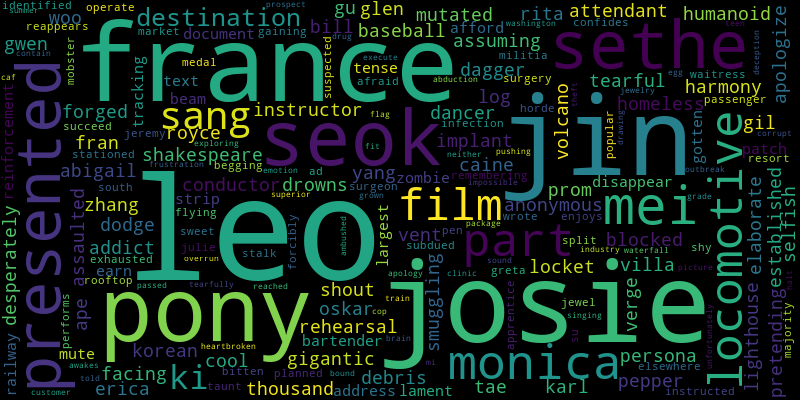 identified
operate
summer
woo
reappears
destination
gu
glen
mutated
rita
attendant
humanoid
prospect
market
document
bill
baseball
afford
confides
washington
gaining
drug
gwen
mobster
france
medal
suspected
tense
assuming
militia
sethe
apologize
contain
tracking
text
execute
afraid
dagger
surgery
waitress
egg
deception
beam
abduction
tearful
jewelry
presented
reinforcement
forged
sang
instructor
flag
log
horde
volcano
homeless
harmony
passenger
succeed
jeremy
royce
seok
dancer
infection
jin
popular
drawing
theft
gil
corrupt
fran
exploring
fit
implant
neither
pushing
gotten
patch
stationed
shakespeare
begging
emotion
ad
yang
caine
remembering
outbreak
resort
frustration
zombie
impossible
abigail
conductor
drowns
surgeon
prom
disappear
south
strip
superior
grown
film
anonymous
mei
grade
locomotive
zhang
flying
leo
package
wrote
enjoys
desperately
ape
assaulted
dodge
sweet
forcibly
ambushed
largest
vent
pen
part
split
blocked
shy
elaborate
established
selfish
addict
julie
subdued
industry
waterfall
exhausted
overrun
stalk
apology
clinic
sound
greta
locket
villa
picture
earn
passed
reached
josie
rooftop
tearfully
smuggling
jewel
verge
lighthouse
pretending
pony
shout
train
apprentice
singing
performs
oskar
cop
su
unfortunately
majority
railway
rehearsal
heartbroken
mute
korean
bartender
brain
monica
persona
awakes
cool
gigantic
mi
elsewhere
facing
ki
bitten
planned
bound
debris
pepper
told
erica
taunt
thousand
address
lament
tae
karl
instructed
customer